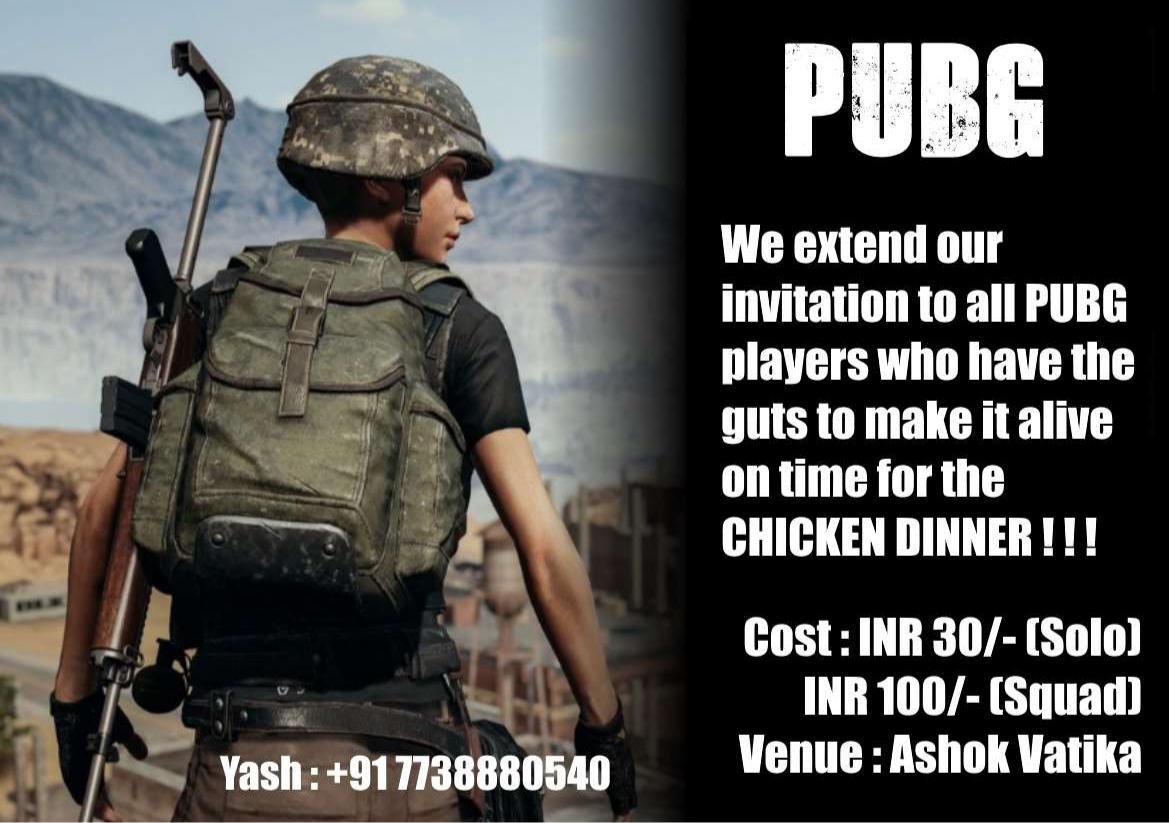 PUBG
We extend our
invitation to all PUBG
players who have the
guts to make it alive
on time for the
CHICKEN DINNER ! ! !
Cost : INR 30/- (Solo)
INR 100/- (Squad)
Venue : Ashok Vatika
Yash : +91 7738880540